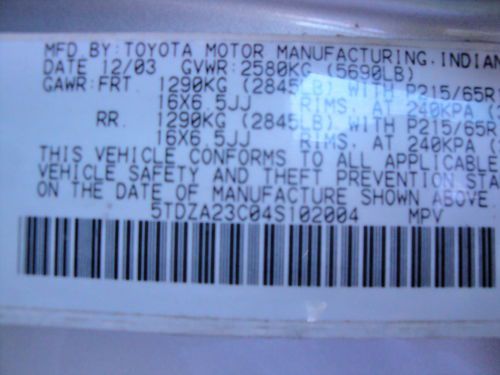 MFD. BY: TOYOTA MOTOR MANUFACTURING. INDIAN
DATE 12/03 GVWR: 2580KG (5690LB)
GAWR: FRT. 1290KG (2845LB) WITH P215/65R1
16X6.5JJ RIMS. AT 240KPA (
RR. 1290KG (2845LB) WITH P215/65R
16X6.5JJ RIMS. AT 240KPA (
THIS VEHICLE CONFORMS TO ALL APPLICABLE
VEHICLE SAFETY AND THEFT PREVENTION STA
ON THE DATE OF MANUFACTURE SHOWN ABOVE.
5TDZA23C04S102004 MPV